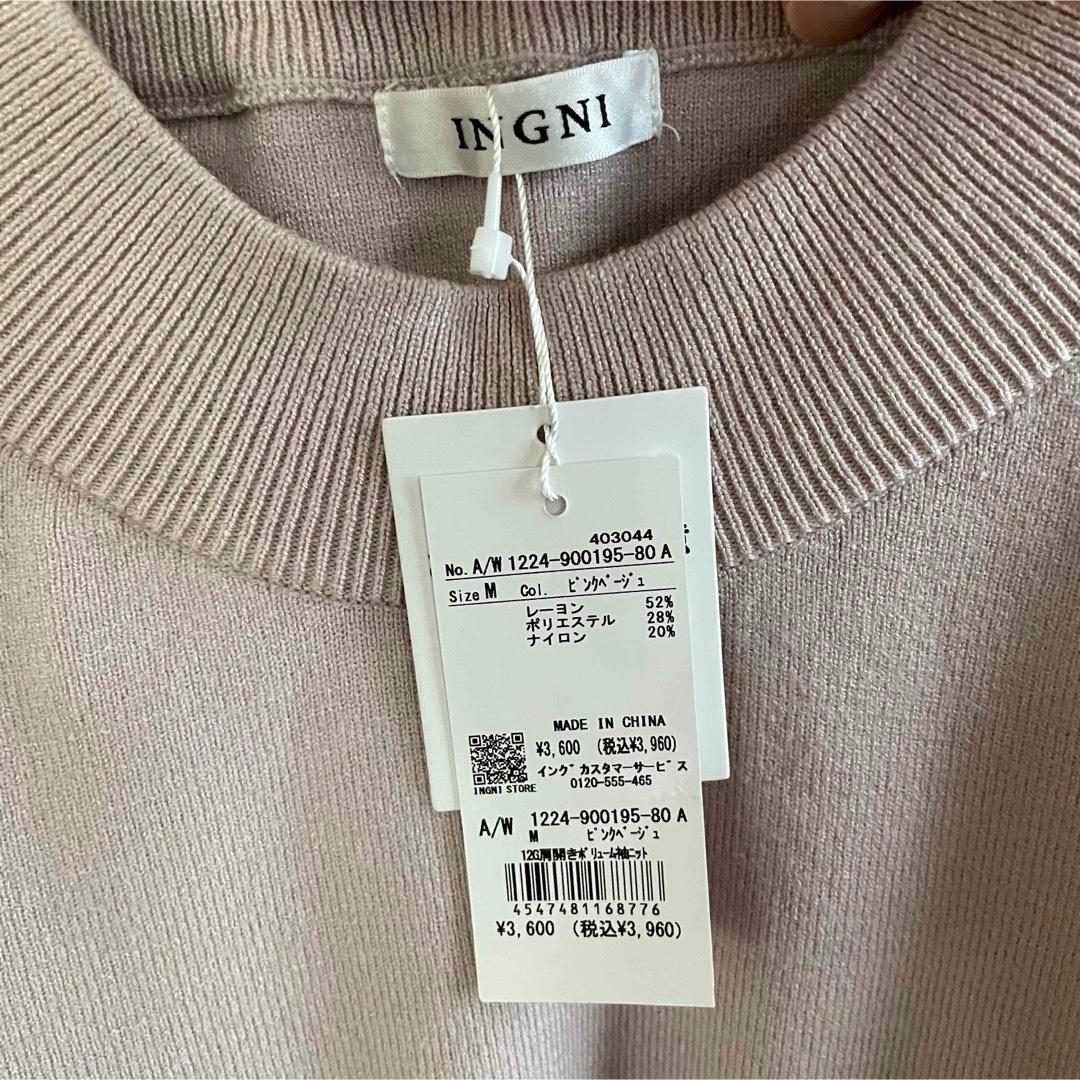 INGNI
403044
No. A/W 1224-900195-80 A
Size M Col. ﾋﾟﾝｸﾍﾞｰｼﾞｭ
レーヨン 52%
ポリエステル 28%
ナイロン 20%
MADE IN CHINA
¥3,600 (税込¥3,960)
イングカスタマーサービス
0120-555-465
INGNI STORE
A/W 1224-900195-80 A
M ﾋﾟﾝｸﾍﾞｰｼﾞｭ
12G肩開きﾎﾞﾘｭｰﾑ袖ﾆｯﾄ
4547481168776
¥3,600 (税込¥3,960)